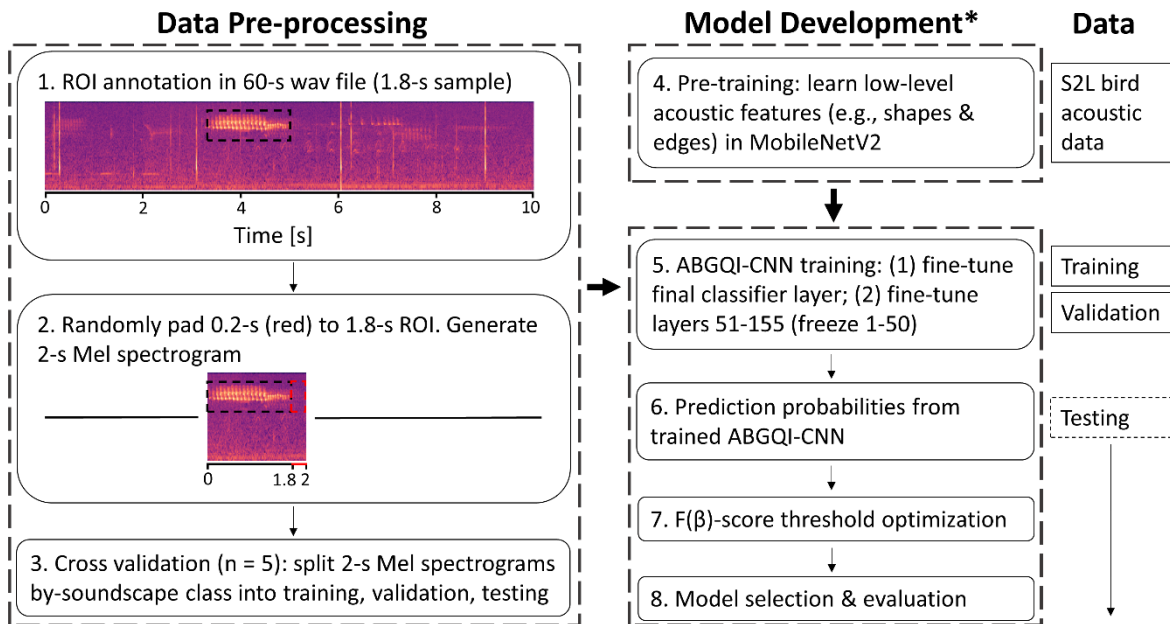 Data Pre-processing
1. ROI annotation in 60-s wav file (1.8-s sample)
0 2 4 6 8 10
Time [s]
2. Randomly pad 0.2-s (red) to 1.8-s ROI. Generate
2-s Mel spectrogram
0 1.8 2
3. Cross validation (n = 5): split 2-s Mel spectrograms
by-soundscape class into training, validation, testing
Model Development*
4. Pre-training: learn low-level
acoustic features (e.g., shapes &
edges) in MobileNetV2
5. ABGQI-CNN training: (1) fine-tune
final classifier layer; (2) fine-tune
layers 51-155 (freeze 1-50)
6. Prediction probabilities from
trained ABGQI-CNN
7. F(β)-score threshold optimization
8. Model selection & evaluation
Data
S2L bird
acoustic
data
Training
Validation
Testing